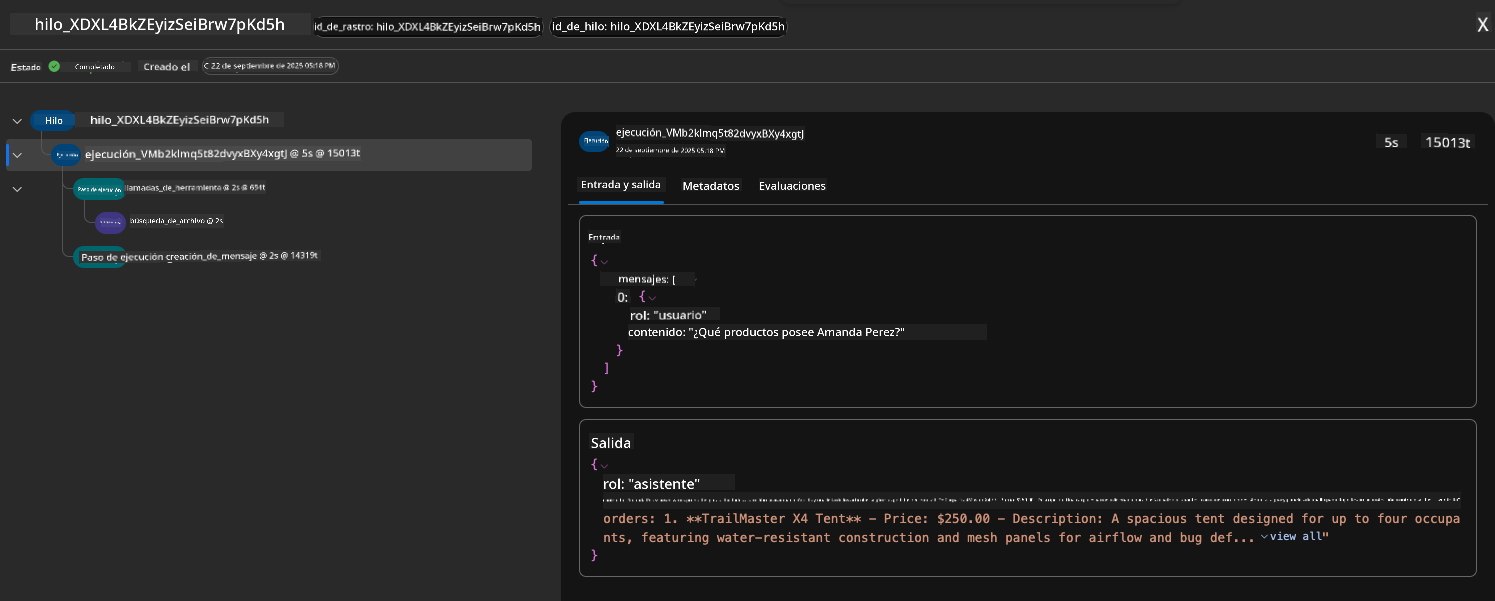 hilo_XDXL4BkZEyizSeiBrw7pKd5h id_de_rastro: hilo_XDXL4BkZEyizSeiBrw7pKd5h id_de_hilo: hilo_XDXL4BkZEyizSeiBrw7pKd5h X
Estado Completado Creado el 22 de septiembre de 2025 05:18 PM
Hilo hilo_XDXL4BkZEyizSeiBrw7pKd5h
Ejecución ejecución_VMb2klmq5t82dvyxBXy4xgtJ @ 5s @ 15013t
Paso de ejecución llamadas_de_herramienta @ 2s @ 694t
búsqueda_de_archivo @ 2s
Paso de ejecución creación_de_mensaje @ 2s @ 14319t
Ejecución ejecución_VMb2klmq5t82dvyxBXy4xgtJ
22 de septiembre de 2025 05:18 PM
5s 15013t
Entrada y salida Metadatos Evaluaciones
Entrada
{
mensajes: [
0: {
rol: "usuario"
contenido: "¿Qué productos posee Amanda Perez?"
}
]
}
Salida
{
rol: "asistente"
orders: 1. **TrailMaster X4 Tent** – Price: $250.00 – Description: A spacious tent designed for up to four occupa
nts, featuring water-resistant construction and mesh panels for airflow and bug def... view all"
}